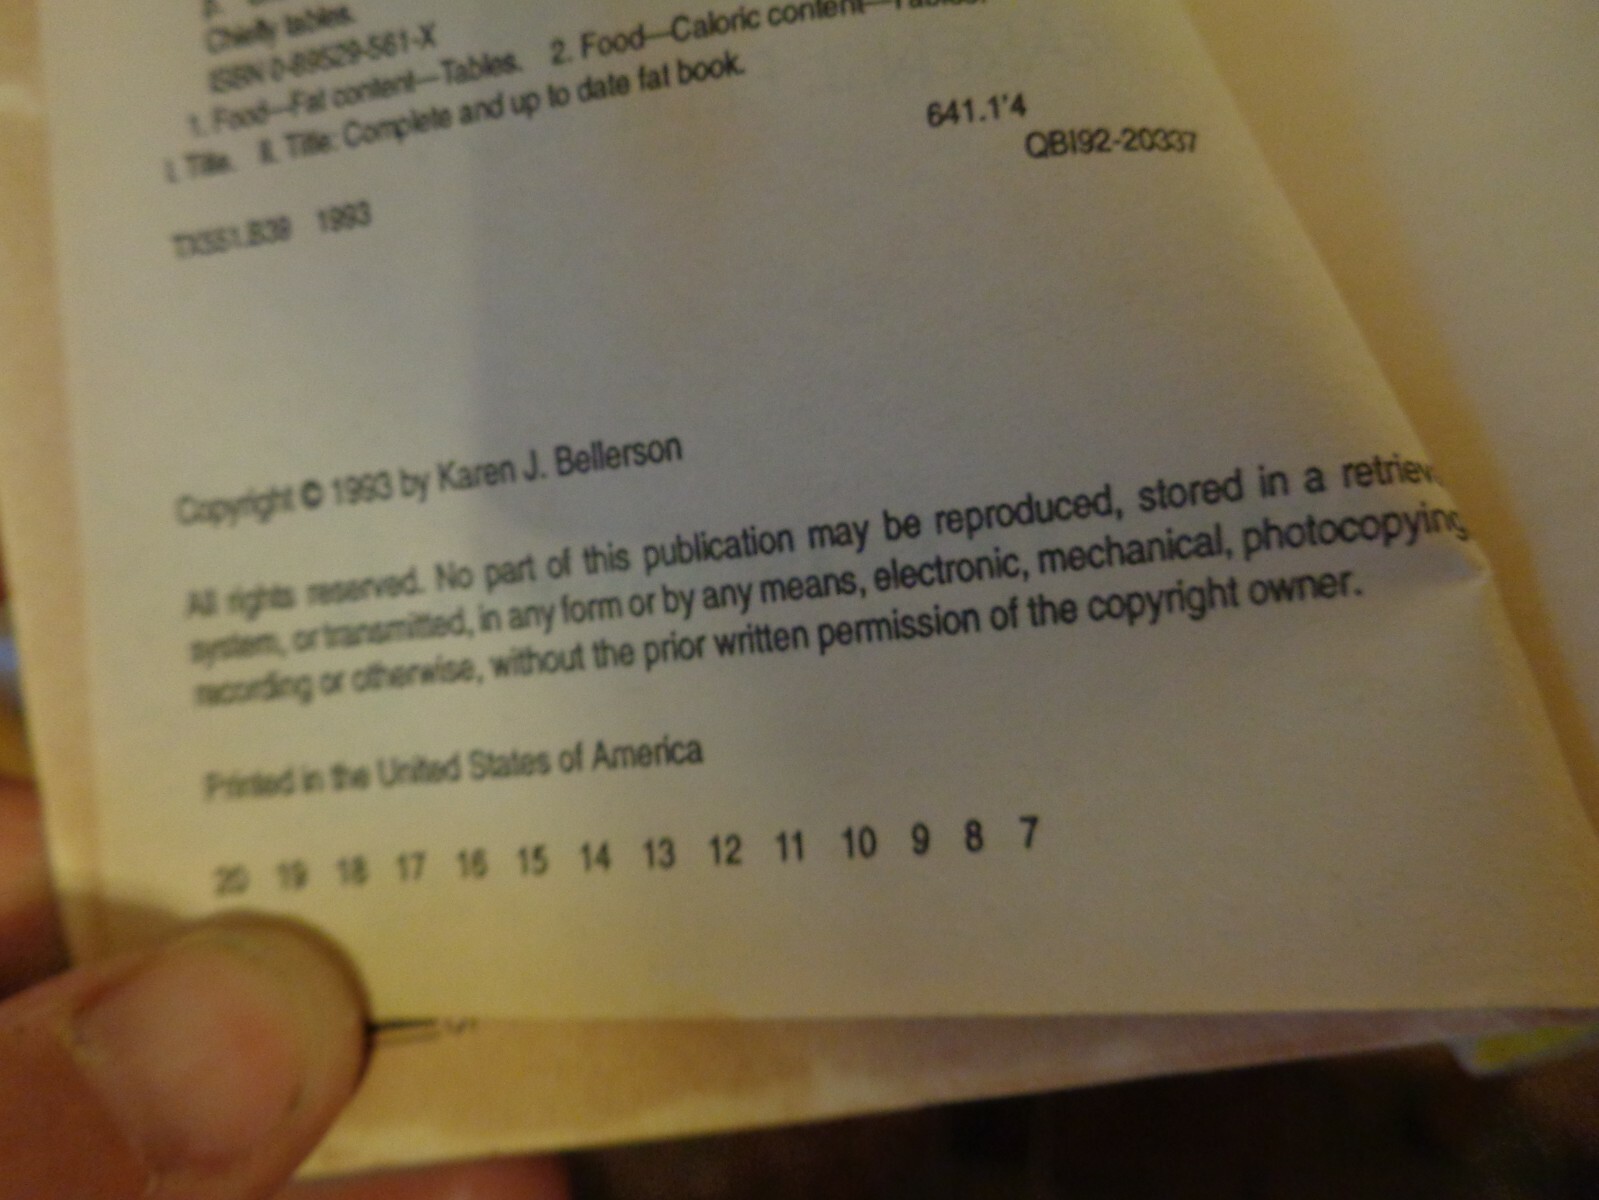 Chiefly tables.
ISBN 0-89529-561-X
1. Food—Fat content—Tables. 2. Food—Caloric content—Tables.
I. Title. II. Title: Complete and up to date fat book.
641.1'4
QBI92-20337
TX551.B39 1993
Copyright © 1993 by Karen J. Bellerson
All rights reserved. No part of this publication may be reproduced, stored in a retriev
system, or transmitted, in any form or by any means, electronic, mechanical, photocopying
recording or otherwise, without the prior written permission of the copyright owner.
Printed in the United States of America
20 19 18 17 16 15 14 13 12 11 10 9 8 7